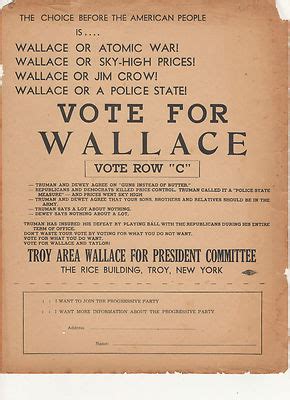 THE CHOICE BEFORE THE AMERICAN PEOPLE
IS....
WALLACE OR ATOMIC WAR!
WALLACE OR SKY-HIGH PRICES!
WALLACE OR JIM CROW!
WALLACE OR A POLICE STATE!
VOTE FOR
WALLACE
VOTE ROW "C"
— TRUMAN AND DEWEY AGREE ON "GUNS INSTEAD OF BUTTER."
— REPUBLICANS AND DEMOCRATS KILLED PRICE CONTROL. TRUMAN CALLED IT A "POLICE STATE
MEASURE" — AND PRICES WENT SKY HIGH
— TRUMAN AND DEWEY AGREE THAT YOUR SONS, BROTHERS AND RELATIVES SHOULD BE IN THE
ARMY.
— TRUMAN SAYS A LOT ABOUT NOTHING.
— DEWEY SAYS NOTHING ABOUT A LOT.
TRUMAN HAS INSURED HIS DEFEAT BY PLAYING BALL WITH THE REPUBLICANS DURING HIS ENTIRE
TERM OF OFFICE.
DON'T WASTE YOUR VOTE BY VOTING FOR WHAT YOU DO NOT WANT.
VOTE FOR WHAT YOU DO WANT.
VOTE FOR WALLACE AND TAYLOR!
TROY AREA WALLACE FOR PRESIDENT COMMITTEE
THE RICE BUILDING, TROY, NEW YORK
: : I WANT TO JOIN THE PROGRESSIVE PARTY
: : I WANT MORE INFORMATION ABOUT THE PROGRESSIVE PARTY
Address
Name: